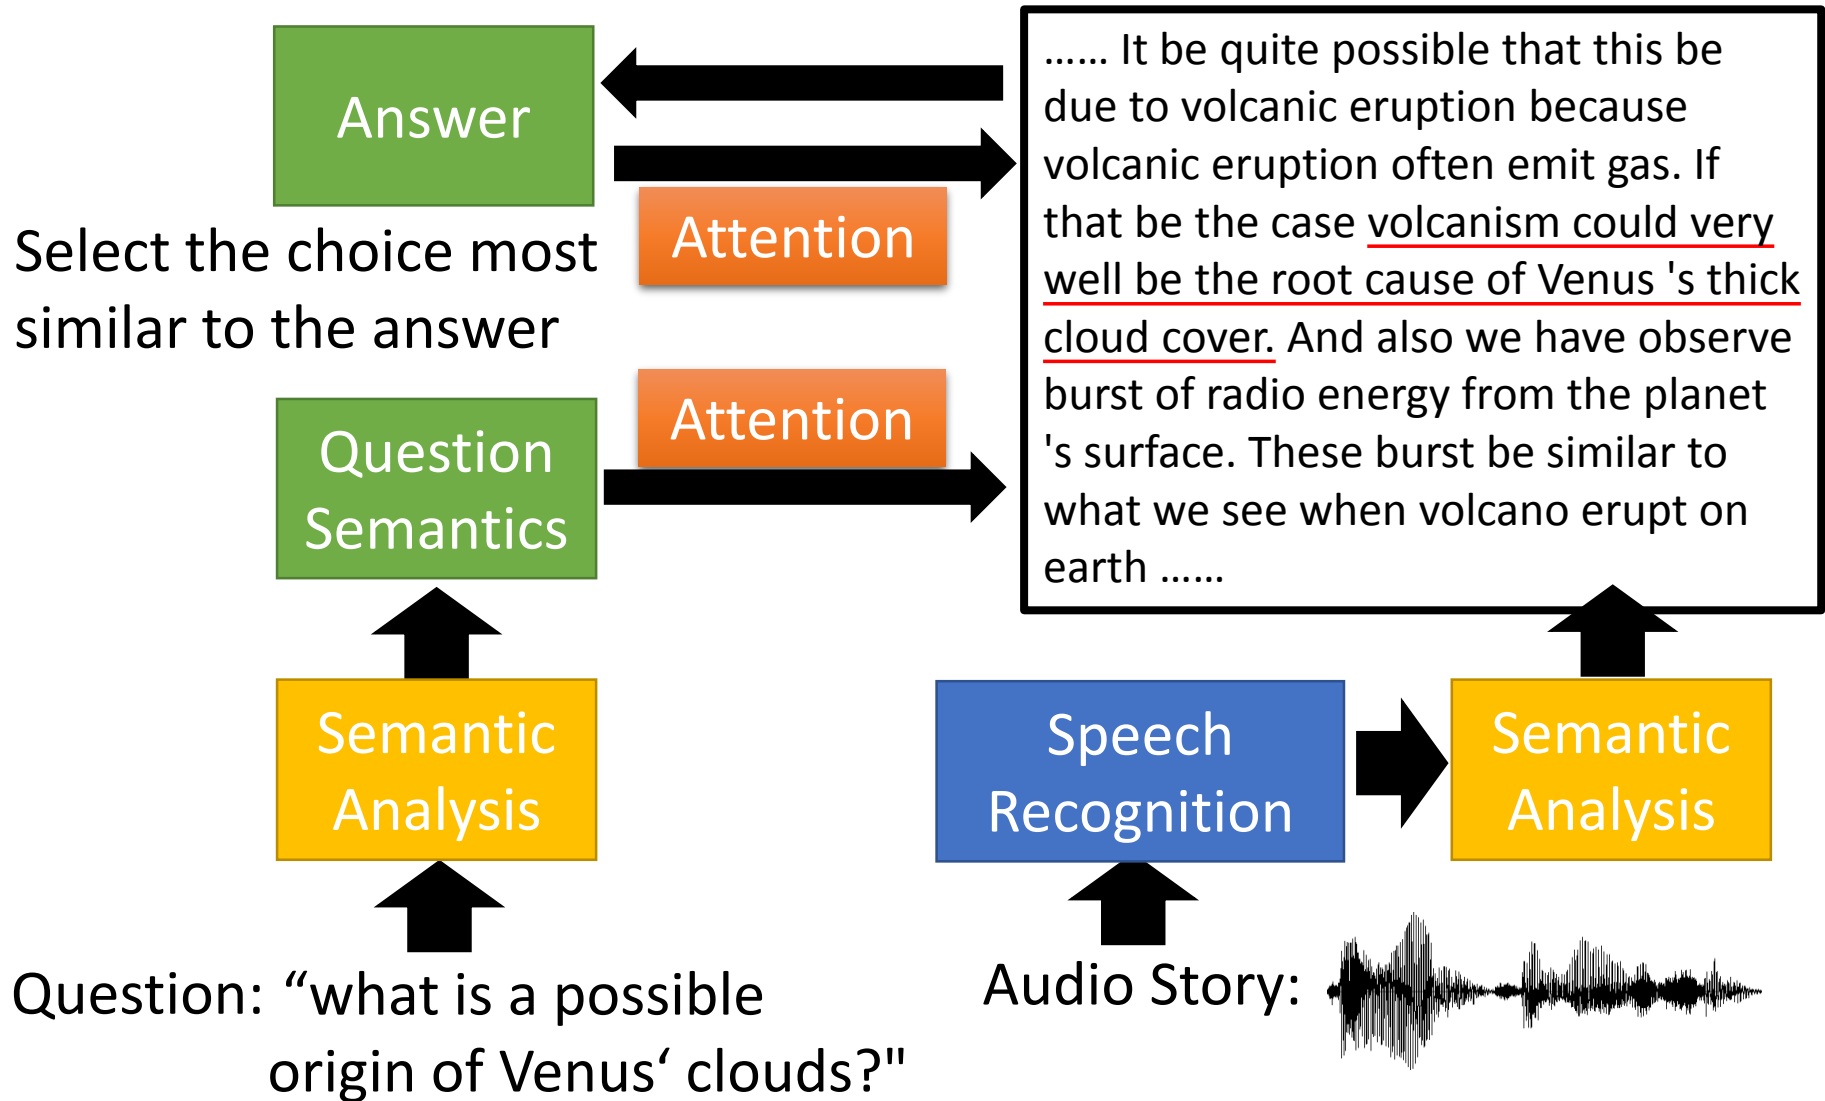 Answer
Select the choice most
similar to the answer
Attention
Attention
Question
Semantics
Semantic
Analysis
Question: “what is a possible
origin of Venus‘ clouds?"
...... It be quite possible that this be
due to volcanic eruption because
volcanic eruption often emit gas. If
that be the case volcanism could very
well be the root cause of Venus 's thick
cloud cover. And also we have observe
burst of radio energy from the planet
's surface. These burst be similar to
what we see when volcano erupt on
earth ......
Speech
Recognition
Semantic
Analysis
Audio Story: